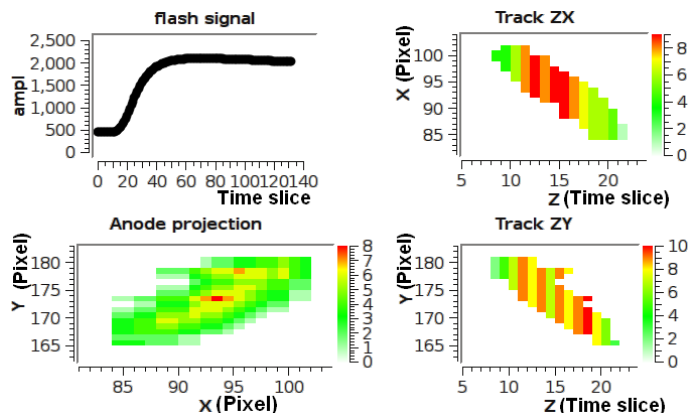 flash signal
ampl
2,500
2,000
1,500
1,000
500
0
0 20 40 60 80 100120140
Time slice
Track ZX
X (Pixel)
100
95
90
85
5 10 15 20
Z (Time slice)
8
6
4
2
0
Anode projection
Y (Pixel)
180
175
170
165
85 90 95 100
X (Pixel)
8
7
6
5
4
3
2
1
0
Track ZY
Y (Pixel)
180
175
170
165
5 10 15 20
Z (Time slice)
10
8
6
4
2
0